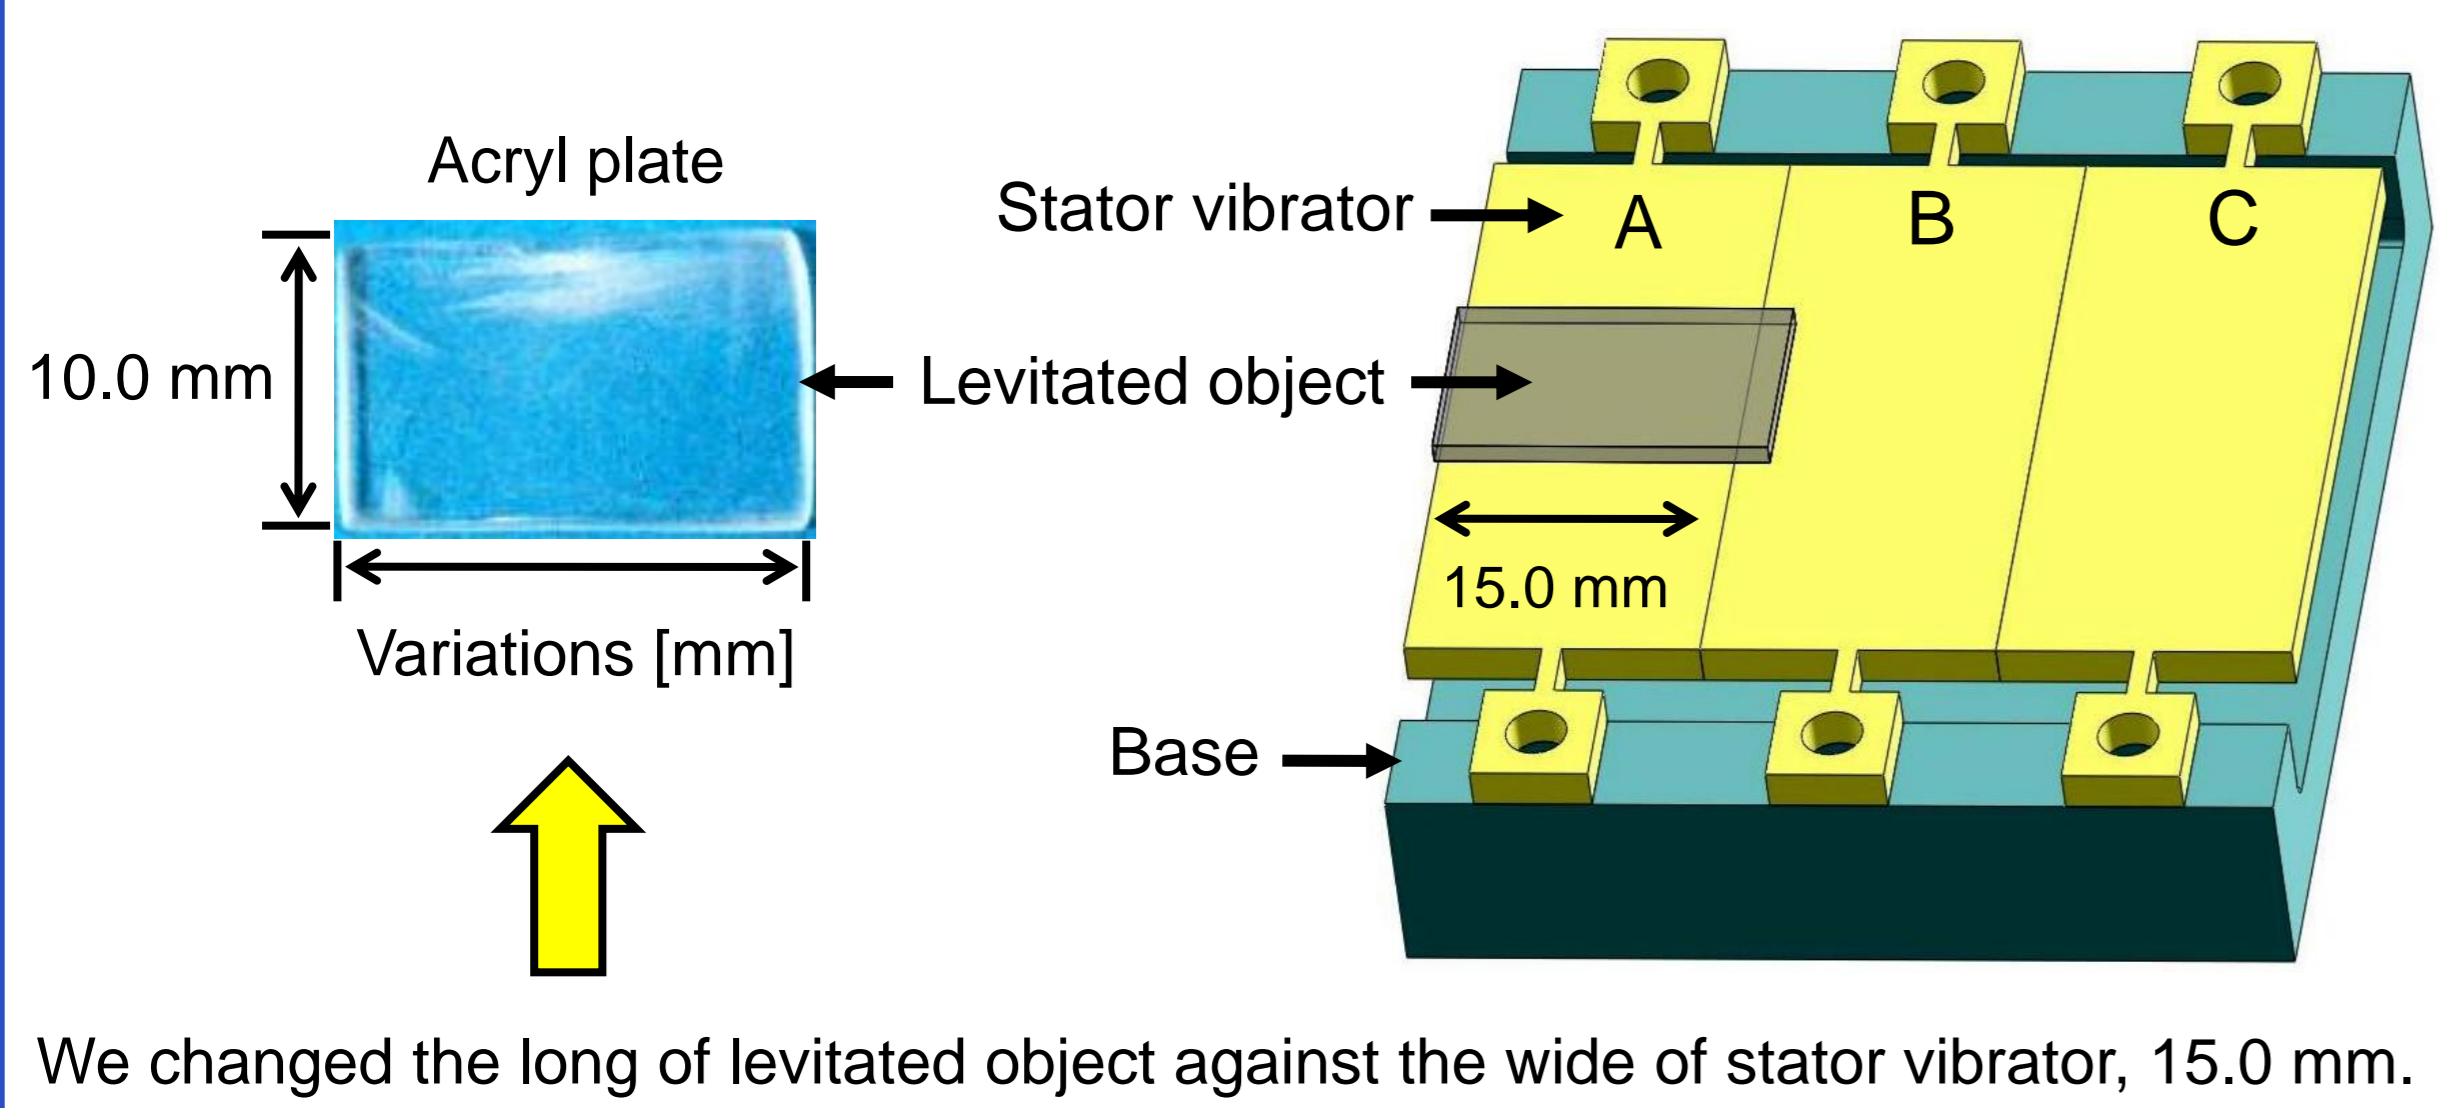 Acryl plate
10.0 mm
Variations [mm]
Stator vibrator
Levitated object
Base
A
B
C
15.0 mm
We changed the long of levitated object against the wide of stator vibrator, 15.0 mm.